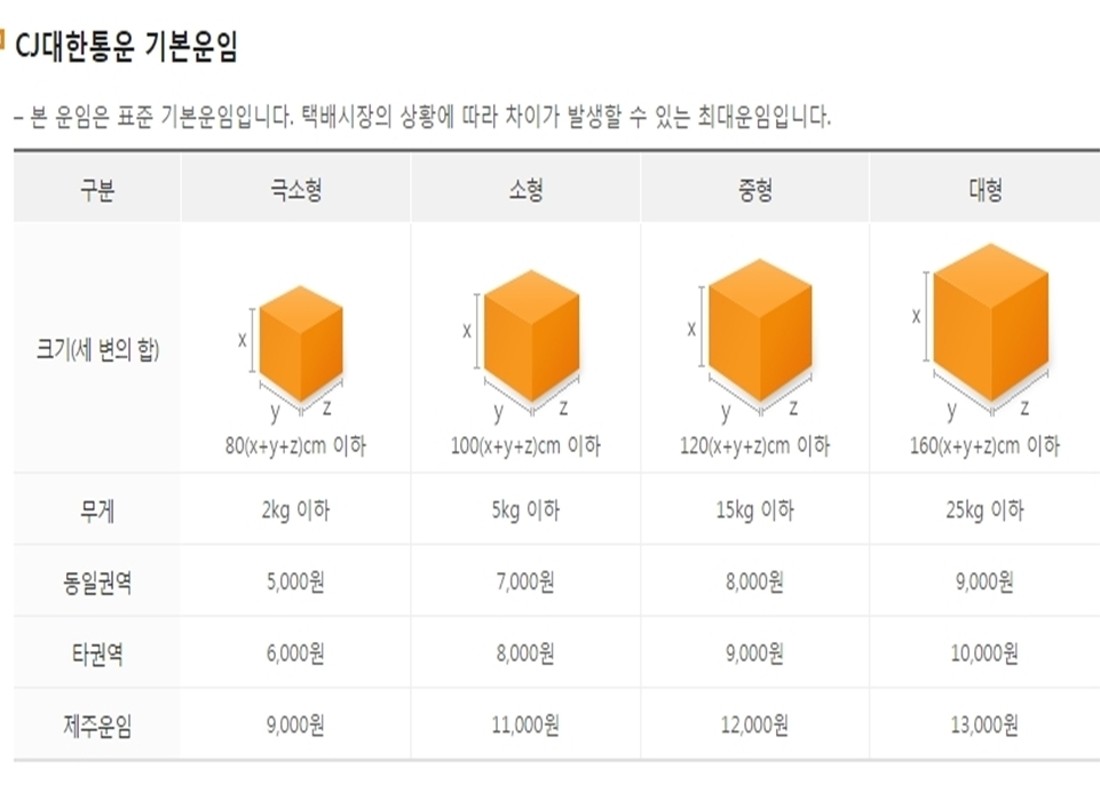 CJ대한통운 기본운임
– 본 운임은 표준 기본운임입니다. 택배시장의 상황에 따라 차이가 발생할 수 있는 최대운임입니다.
구분 극소형 소형 중형 대형
크기(세 변의 합)
x y z x y z x y z x y z
80(x+y+z)cm 이하 100(x+y+z)cm 이하 120(x+y+z)cm 이하 160(x+y+z)cm 이하
무게 2kg 이하 5kg 이하 15kg 이하 25kg 이하
동일권역 5,000원 7,000원 8,000원 9,000원
타권역 6,000원 8,000원 9,000원 10,000원
제주운임 9,000원 11,000원 12,000원 13,000원